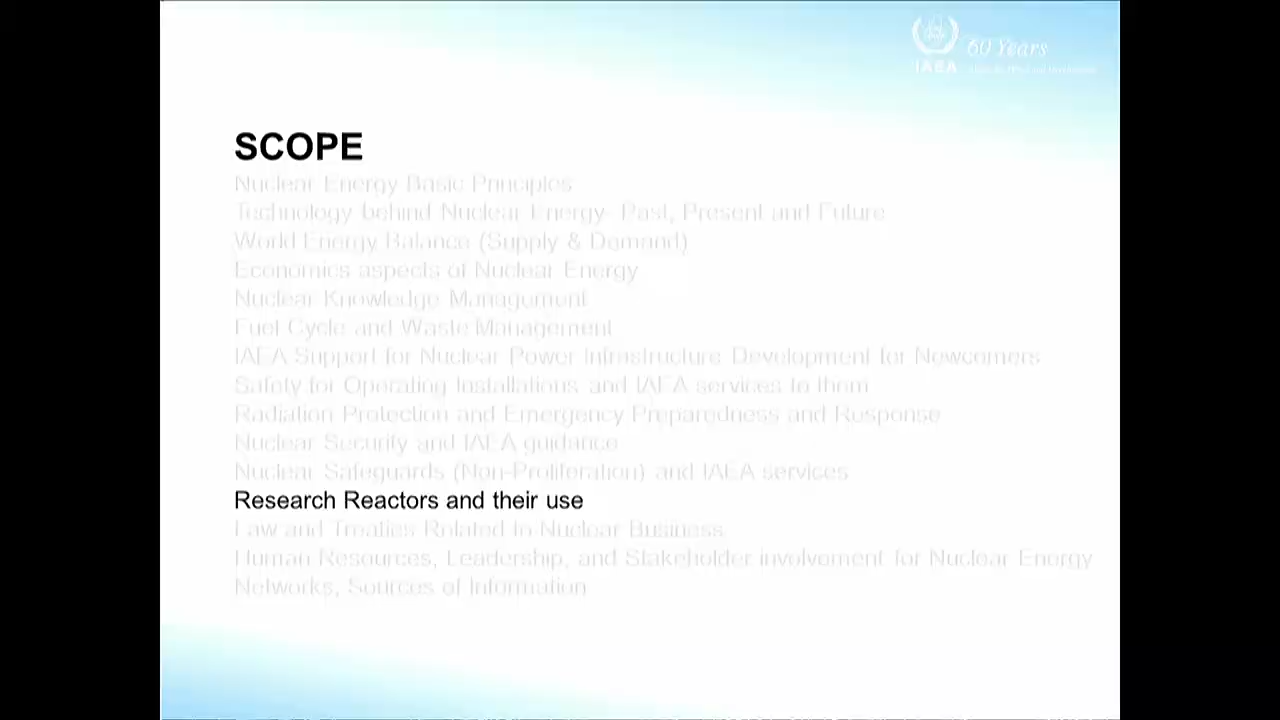 60 Years
IAEA
SCOPE
Nuclear Energy Basic Principles
Technology behind Nuclear Energy- Past, Present and Future
World Energy Balance (Supply & Demand)
Economics aspects of Nuclear Energy
Nuclear Knowledge Management
Fuel Cycle and Waste Management
IAEA Support for Nuclear Power Infrastructure Development for Newcomers
Safety for Operating Installations and IAEA services to them
Radiation Protection and Emergency Preparedness and Response
Nuclear Security and IAEA guidance
Nuclear Safeguards (Non-Proliferation) and IAEA services
Research Reactors and their use
Law and Treaties Related to Nuclear Business
Human Resources, Leadership, and Stakeholder involvement for Nuclear Energy
Networks, Sources of Information